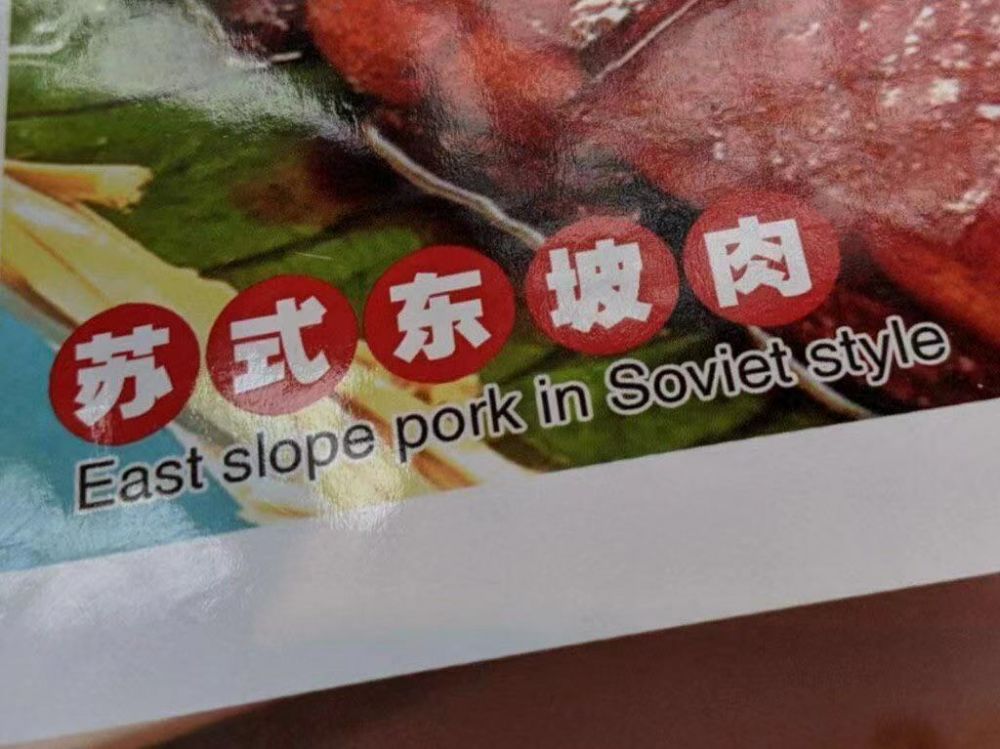 苏式东坡肉
East slope pork in Soviet style